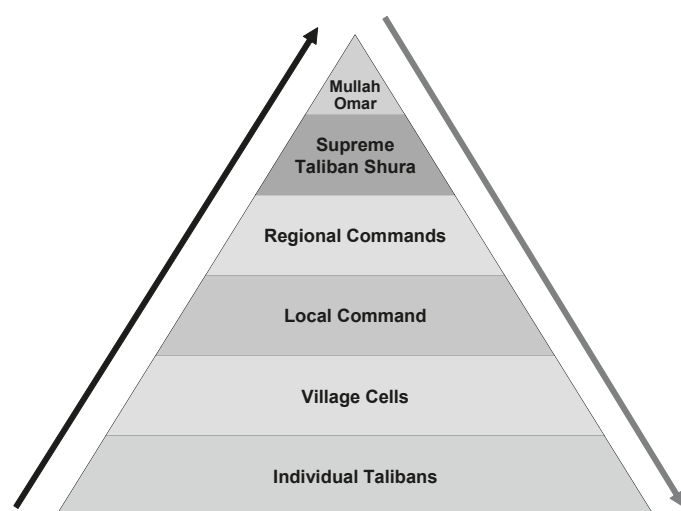 Mullah
Omar
Supreme
Taliban Shura
Regional Commands
Local Command
Village Cells
Individual Talibans